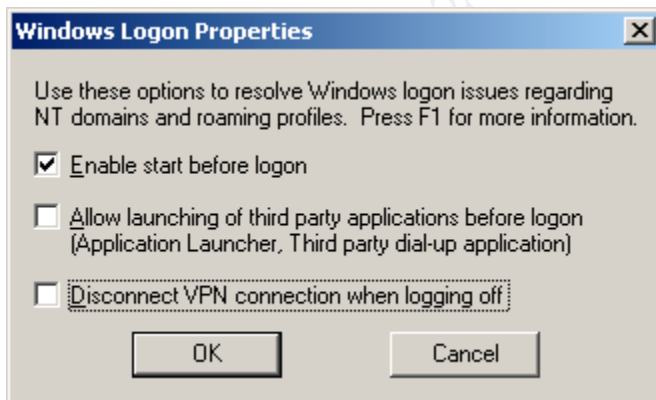 Windows Logon Properties
Use these options to resolve Windows logon issues regarding
NT domains and roaming profiles. Press F1 for more information.
Enable start before logon
Allow launching of third party applications before logon
(Application Launcher, Third party dial-up application)
Disconnect VPN connection when logging off
OK Cancel